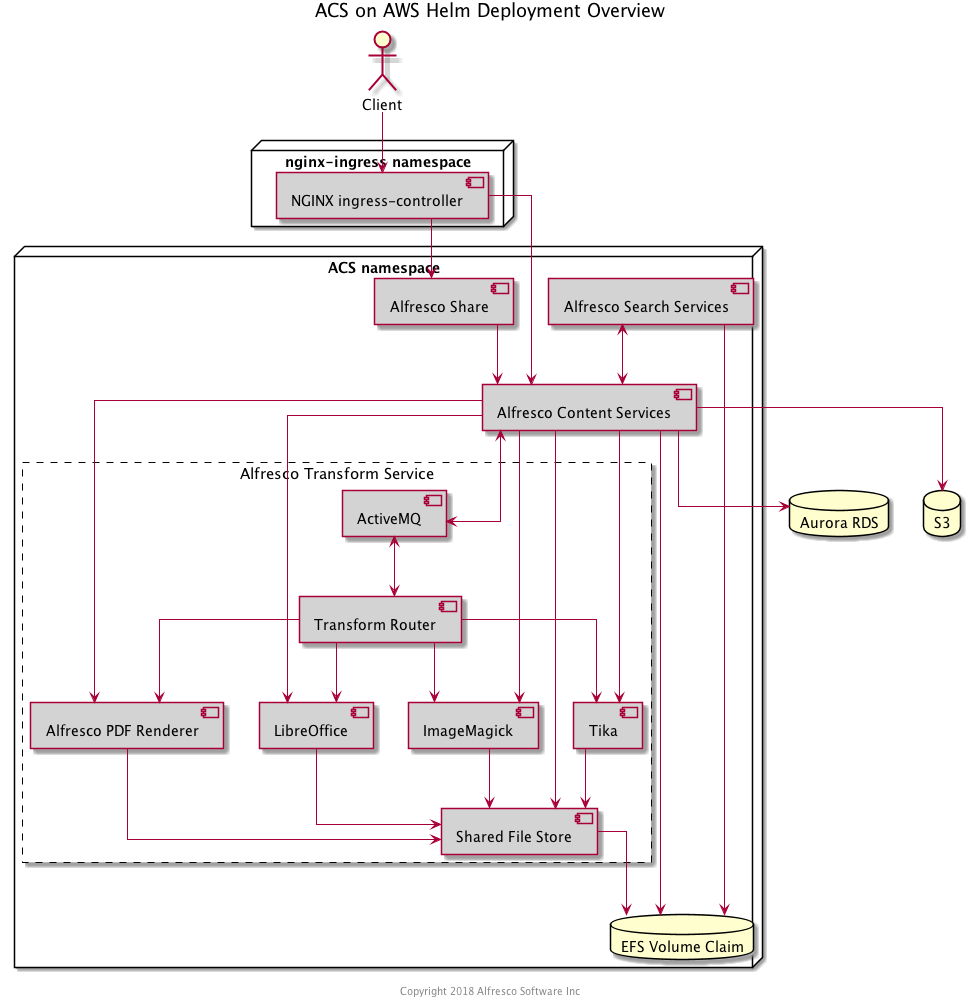 ACS on AWS Helm Deployment Overview
Client
nginx-ingress namespace
NGINX ingress-controller
ACS namespace
Alfresco Share
Alfresco Search Services
Alfresco Content Services
Alfresco Transform Service
ActiveMQ
Aurora RDS
S3
Transform Router
Alfresco PDF Renderer
LibreOffice
ImageMagick
Tika
Shared File Store
EFS Volume Claim
Copyright 2018 Alfresco Software Inc